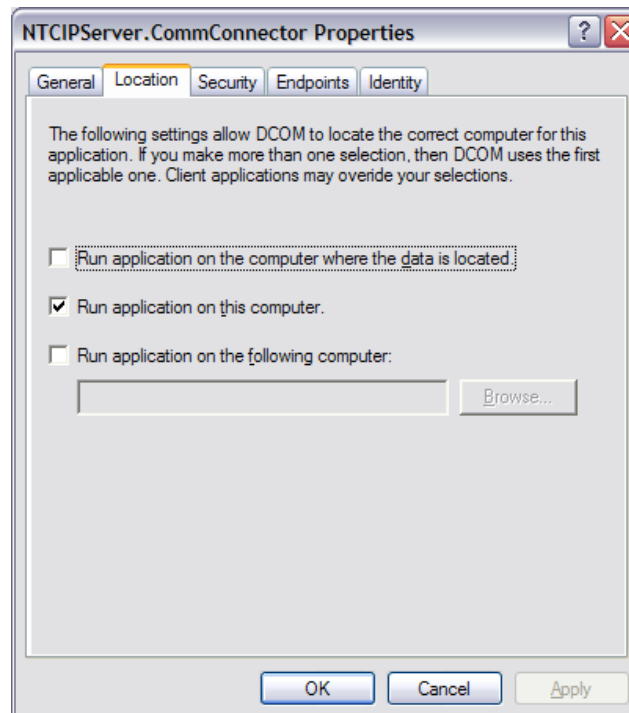 NTCIPServer.CommConnector Properties
General Location Security Endpoints Identity
The following settings allow DCOM to locate the correct computer for this
application. If you make more than one selection, then DCOM uses the first
applicable one. Client applications may overide your selections.
Run application on the computer where the data is located.
Run application on this computer.
Run application on the following computer:
Browse...
OK Cancel Apply